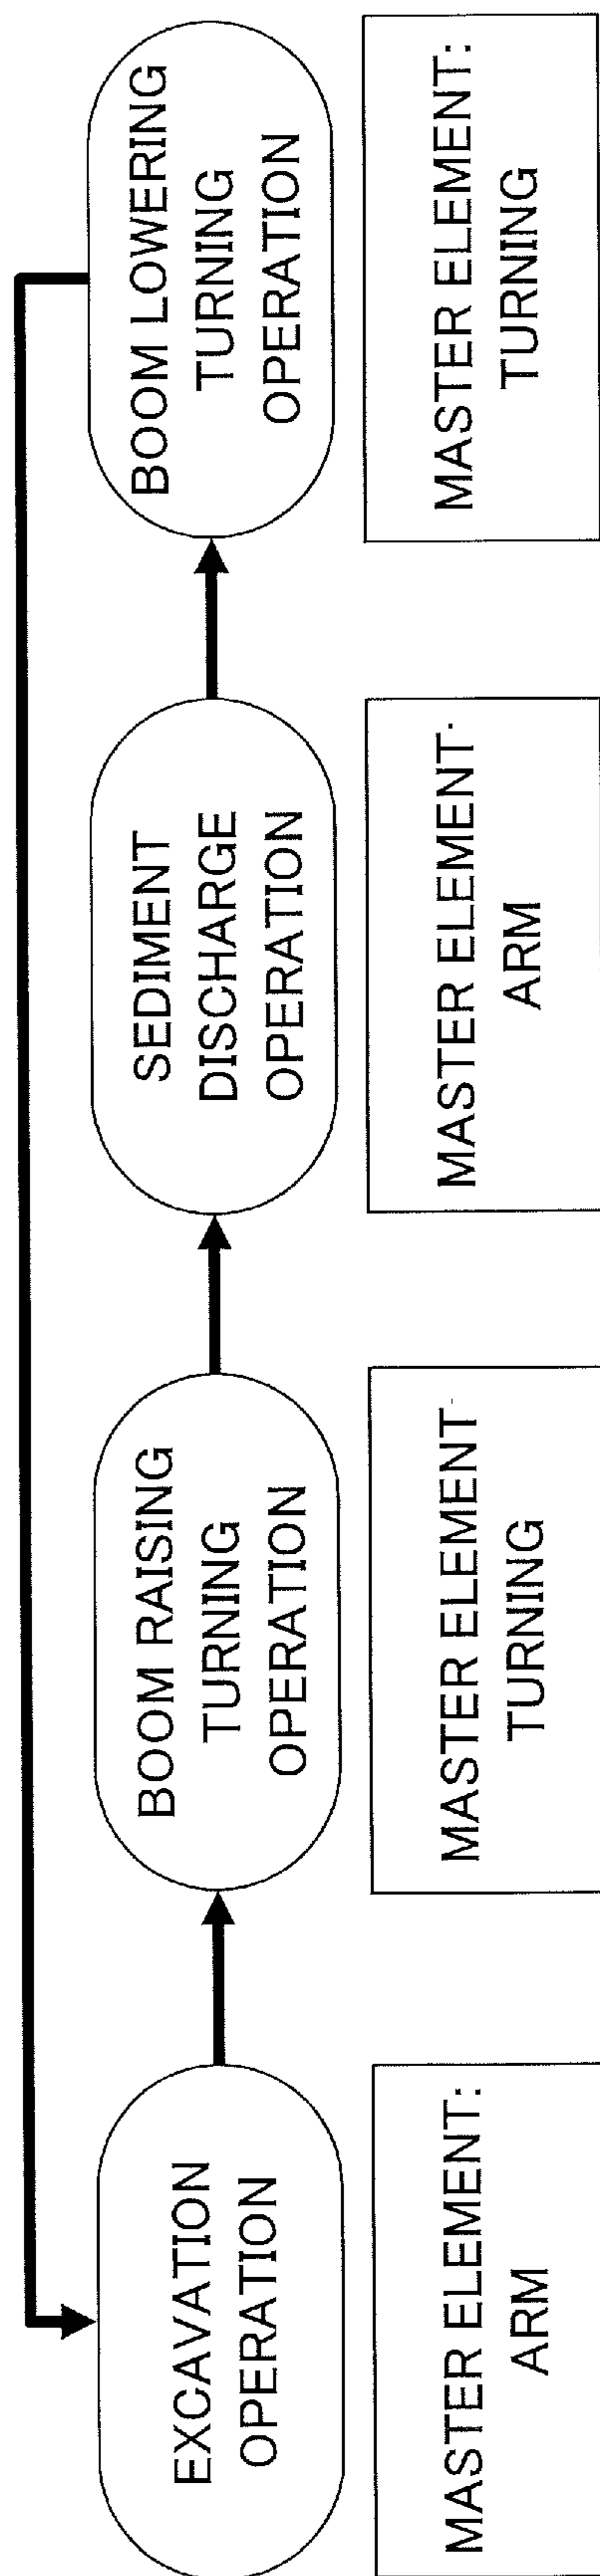 EXCAVATION
OPERATION
MASTER ELEMENT:
ARM
BOOM RAISING
TURNING
OPERATION
MASTER ELEMENT
TURNING
SEDIMENT
DISCHARGE
OPERATION
MASTER ELEMENT·
ARM
BOOM LOWERING
TURNING
OPERATION
MASTER ELEMENT:
TURNING